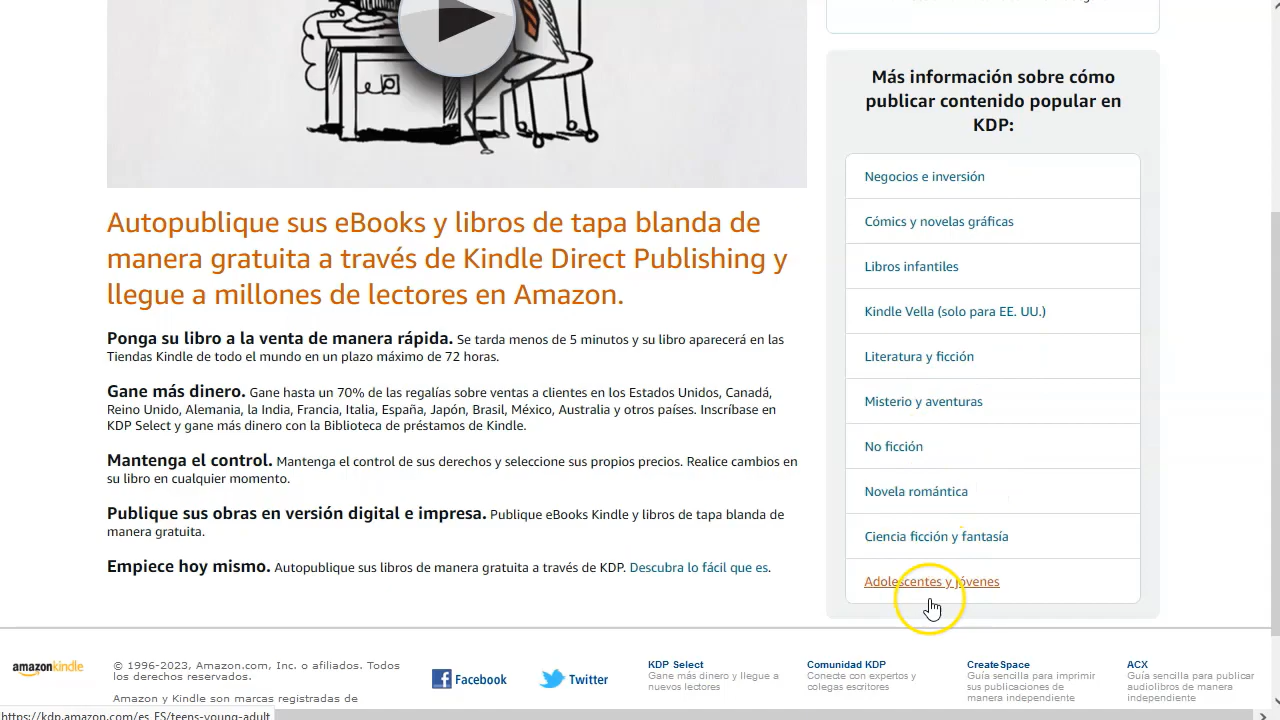 Autopublique sus eBooks y libros de tapa blanda de
manera gratuita a través de Kindle Direct Publishing y
llegue a millones de lectores en Amazon.
Ponga su libro a la venta de manera rápida. Se tarda menos de 5 minutos y su libro aparecerá en las
Tiendas Kindle de todo el mundo en un plazo máximo de 72 horas.
Gane más dinero. Gane hasta un 70% de las regalías sobre ventas a clientes en los Estados Unidos, Canadá,
Reino Unido, Alemania, la India, Francia, Italia, España, Japón, Brasil, México, Australia y otros países. Inscríbase en
KDP Select y gane más dinero con la Biblioteca de préstamos de Kindle.
Mantenga el control. Mantenga el control de sus derechos y seleccione sus propios precios. Realice cambios en
su libro en cualquier momento.
Publique sus obras en versión digital e impresa. Publique eBooks Kindle y libros de tapa blanda de
manera gratuita.
Empiece hoy mismo. Autopublique sus libros de manera gratuita a través de KDP. Descubra lo fácil que es.
Más información sobre cómo
publicar contenido popular en
KDP:
Negocios e inversión
Cómics y novelas gráficas
Libros infantiles
Kindle Vella (solo para EE. UU.)
Literatura y ficción
Misterio y aventuras
No ficción
Novela romántica
Ciencia ficción y fantasía
Adolescentes y jóvenes
amazonkindle
© 1996-2023, Amazon.com, Inc. o afiliados. Todos
los derechos reservados.
Amazon y Kindle son marcas registradas de
Facebook
Twitter
KDP Select
Gane más dinero y llegue a
nuevos lectores
Comunidad KDP
Conecte con expertos y
colegas escritores
CreateSpace
Guía sencilla para imprimir
sus publicaciones de
manera independiente
ACX
Guía sencilla para publicar
audiolibros de manera
independiente
https://kdp.amazon.com/es_ES/teens-young-adult